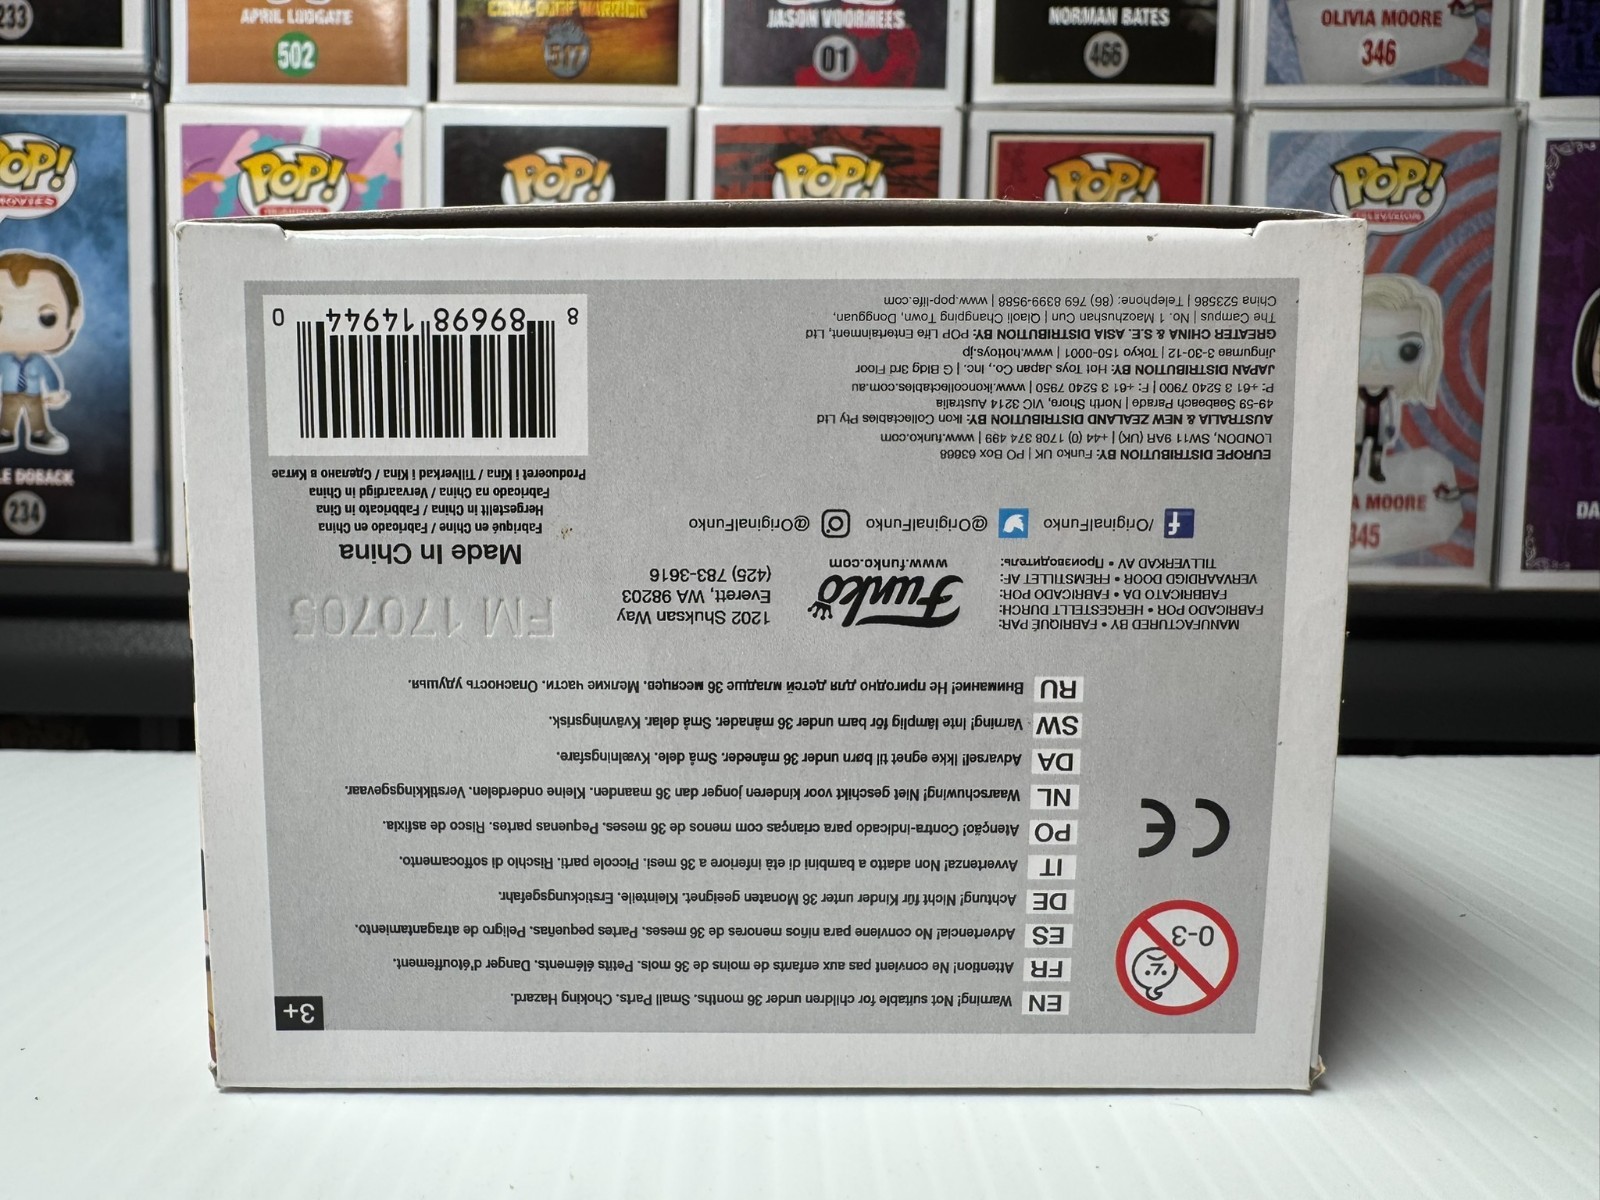 233
APRIL LUDGATE
502
517
JASON VOORHEES
01
NORMAN BATES
466
OLIVIA MOORE
346
POP!
MOVIES
POP!
POP!
POP!
POP!
POP!
TELEVISION
DOBACK
234
A MOORE
345
DA
EN Warning! Not suitable for children under 36 months. Small Parts. Choking Hazard.
3+
FR Attention! Ne convient pas aux enfants de moins de 36 mois. Petits éléments. Danger d'étouffement.
ES Advertencia! No conviene para niños menores de 36 meses. Partes pequeñas. Peligro de atragantamiento.
DE Achtung! Nicht für Kinder unter 36 Monaten geeignet. Kleinteile. Erstickungsgefahr.
IT Avvertenza! Non adatto a bambini di età inferiore a 36 mesi. Piccole parti. Rischio di soffocamento.
PO Atenção! Contra-indicado para crianças com menos de 36 meses. Pequenas partes. Risco de asfixia.
NL Waarschuwing! Niet geschikt voor kinderen jonger dan 36 maanden. Kleine onderdelen. Verstikkingsgevaar.
DA Advarsel! Ikke egnet til børn under 36 måneder. Små dele. Kvælningsfare.
SW Varning! Inte lämplig för barn under 36 månader. Små delar. Kvävningsrisk.
RU Внимание! Не пригодно для детей младше 36 месяцев. Мелкие части. Опасность удушья.
0-3
CE
MANUFACTURED BY • FABRIQUÉ PAR:
FABRICADO POR • HERGESTELLT DURCH:
FABBRICATO DA • FABRICADO POR:
VERVAARDIGD DOOR • FREMSTILLET AF:
TILLVERKAD AV • Производитель:
Funko
www.funko.com
1202 Shuksan Way
Everett, WA 98203
(425) 783-3616
FM 170705
/OriginalFunko
@OriginalFunko
@OriginalFunko
EUROPE DISTRIBUTION BY: Funko UK | PO Box 63668
LONDON, SW11 9AR (UK) | +44 (0) 1708 374 499 | www.funko.com
AUSTRALIA & NEW ZEALAND DISTRIBUTION BY: Ikon Collectables Pty Ltd
49-59 Seabeach Parade | North Shore, VIC 3214 Australia
P: +61 3 5240 7900 | F: +61 3 5240 7950 | www.ikoncollectables.com.au
JAPAN DISTRIBUTION BY: Hot Toys Japan Co., Inc. | G Bldg 3rd Floor
Jingumae 3-30-12 | Tokyo 150-0001 | www.hottoys.jp
GREATER CHINA & S.E. ASIA DISTRIBUTION BY: POP Life Entertainment, Ltd
The Campus | No. 1 Maozhushan Cun | Qiaoli Changping Town, Dongguan,
China 523586 | Telephone: (86) 769 8399-9588 | www.pop-life.com
Made In China
Fabriqué en Chine / Fabricado en China
Hergestellt in China / Fabbricato in Cina
Fabricado na China / Vervaardigd in China
Produceret i Kina / Tillverkad i Kina / Сделано в Китае
8 89698 14944 0